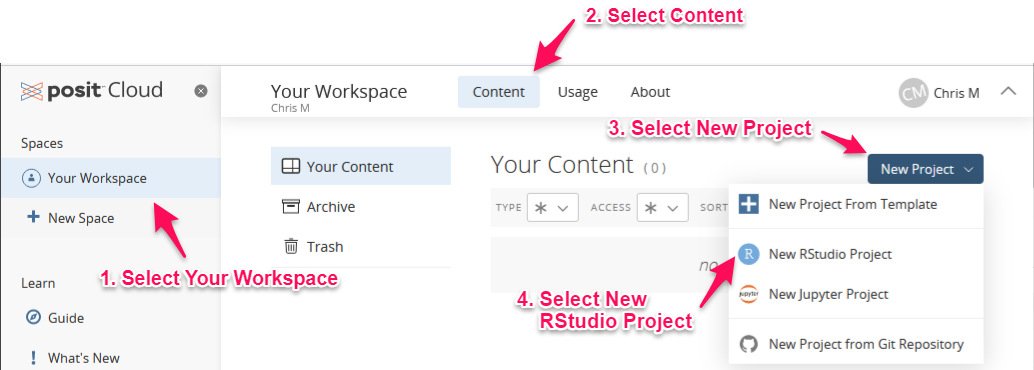 2. Select Content
posit Cloud
Your Workspace
Chris M
Content
Usage
About
CM
Chris M
3. Select New Project
Spaces
Your Workspace
New Space
1. Select Your Workspace
Learn
Guide
What's New
Your Content
Archive
Trash
Your Content (0)
New Project
TYPE
ACCESS
SORT
no
New Project From Template
New RStudio Project
New Jupyter Project
New Project from Git Repository
R
jupyter
4. Select New
RStudio Project